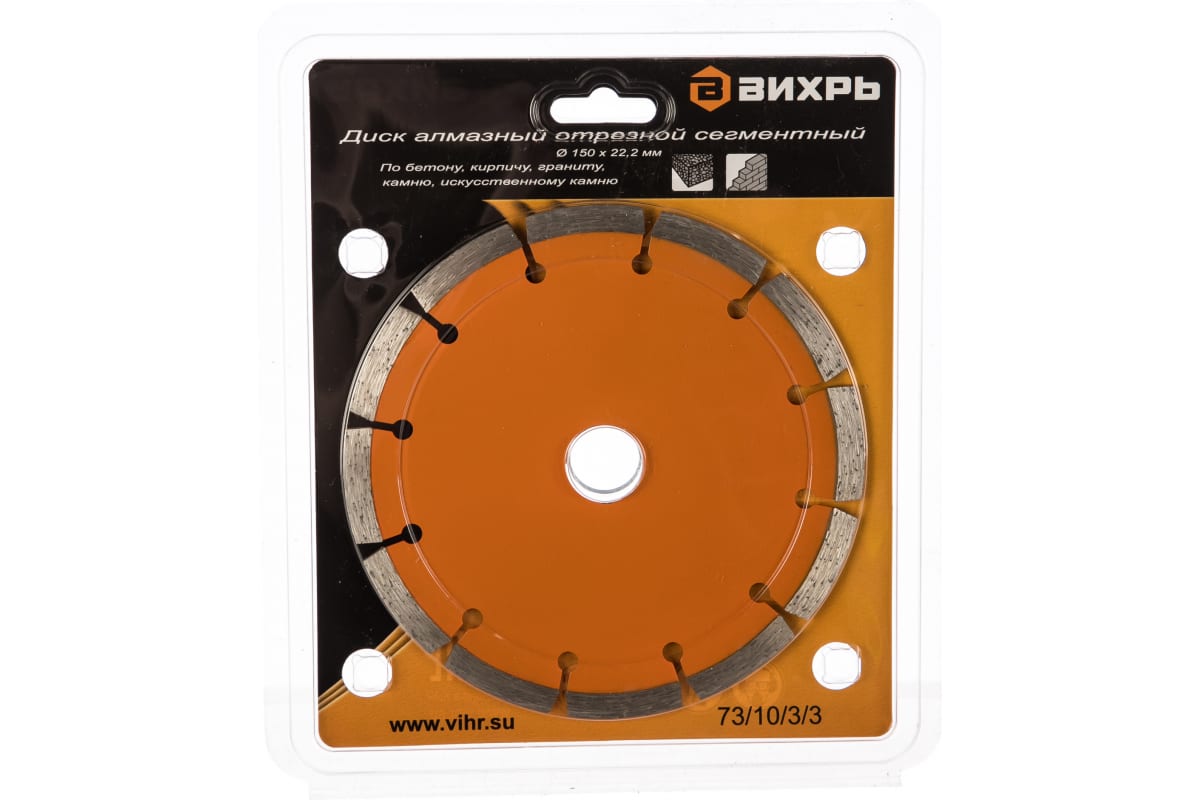 ВИХРЬ
Диск алмазный отрезной сегментный
Ø 150 x 22,2 мм
По бетону, кирпичу, граниту,
камню, искусственному камню
www.vihr.su
73/10/3/3